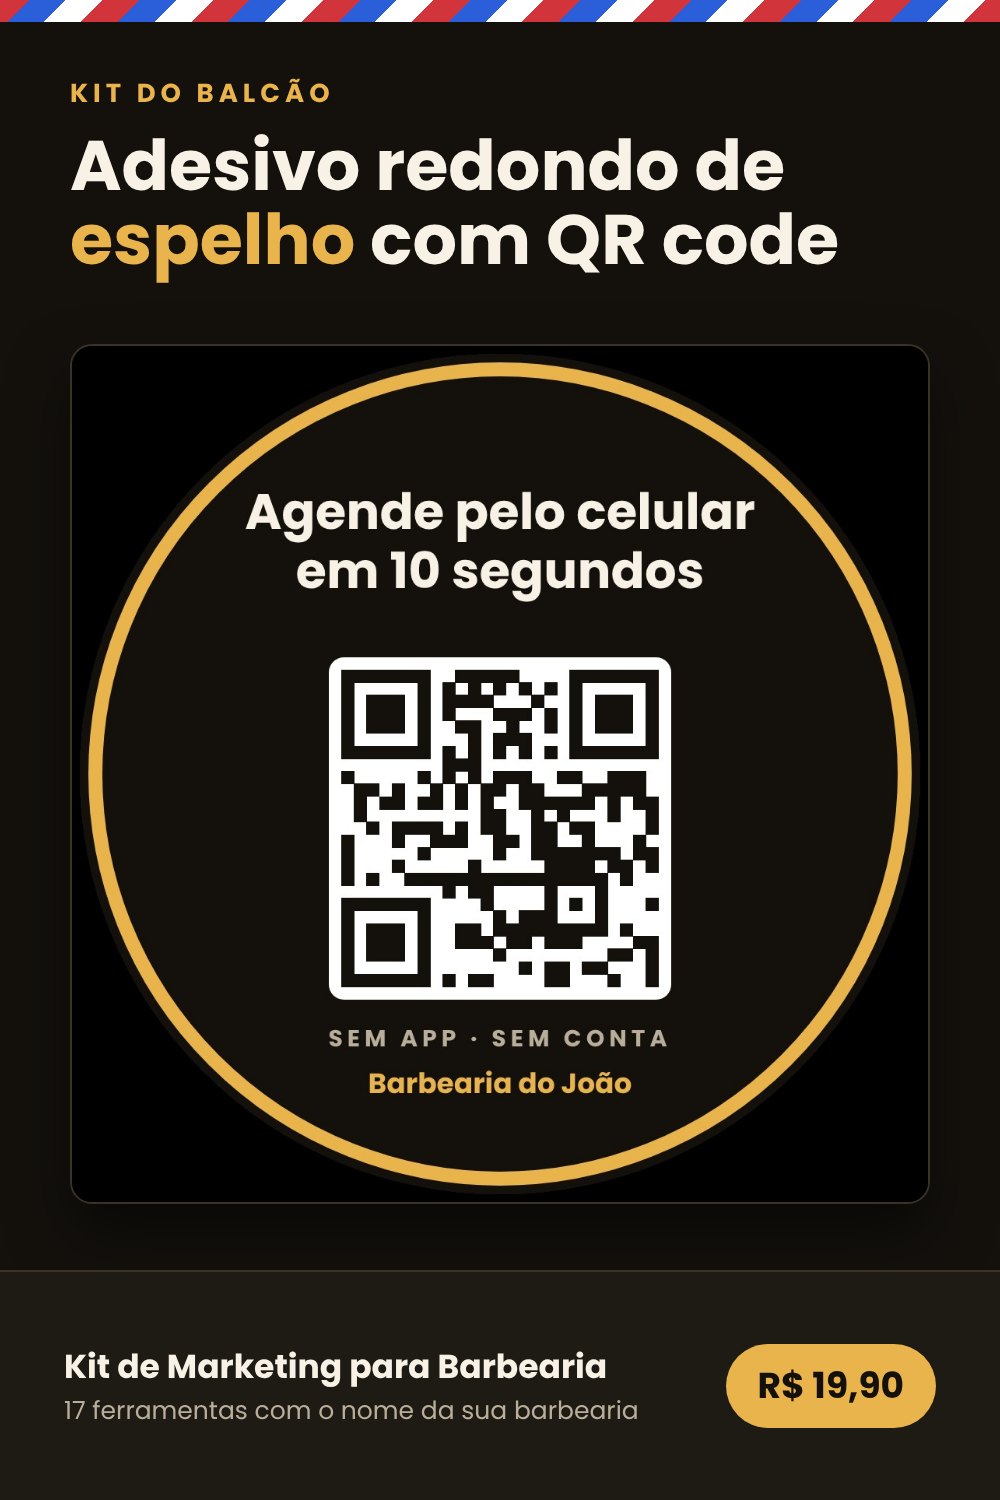 KIT DO BALCÃO
Adesivo redondo de
espelho com QR code
Agende pelo celular
em 10 segundos
SEM APP · SEM CONTA
Barbearia do João
Kit de Marketing para Barbearia
17 ferramentas com o nome da sua barbearia
R$ 19,90